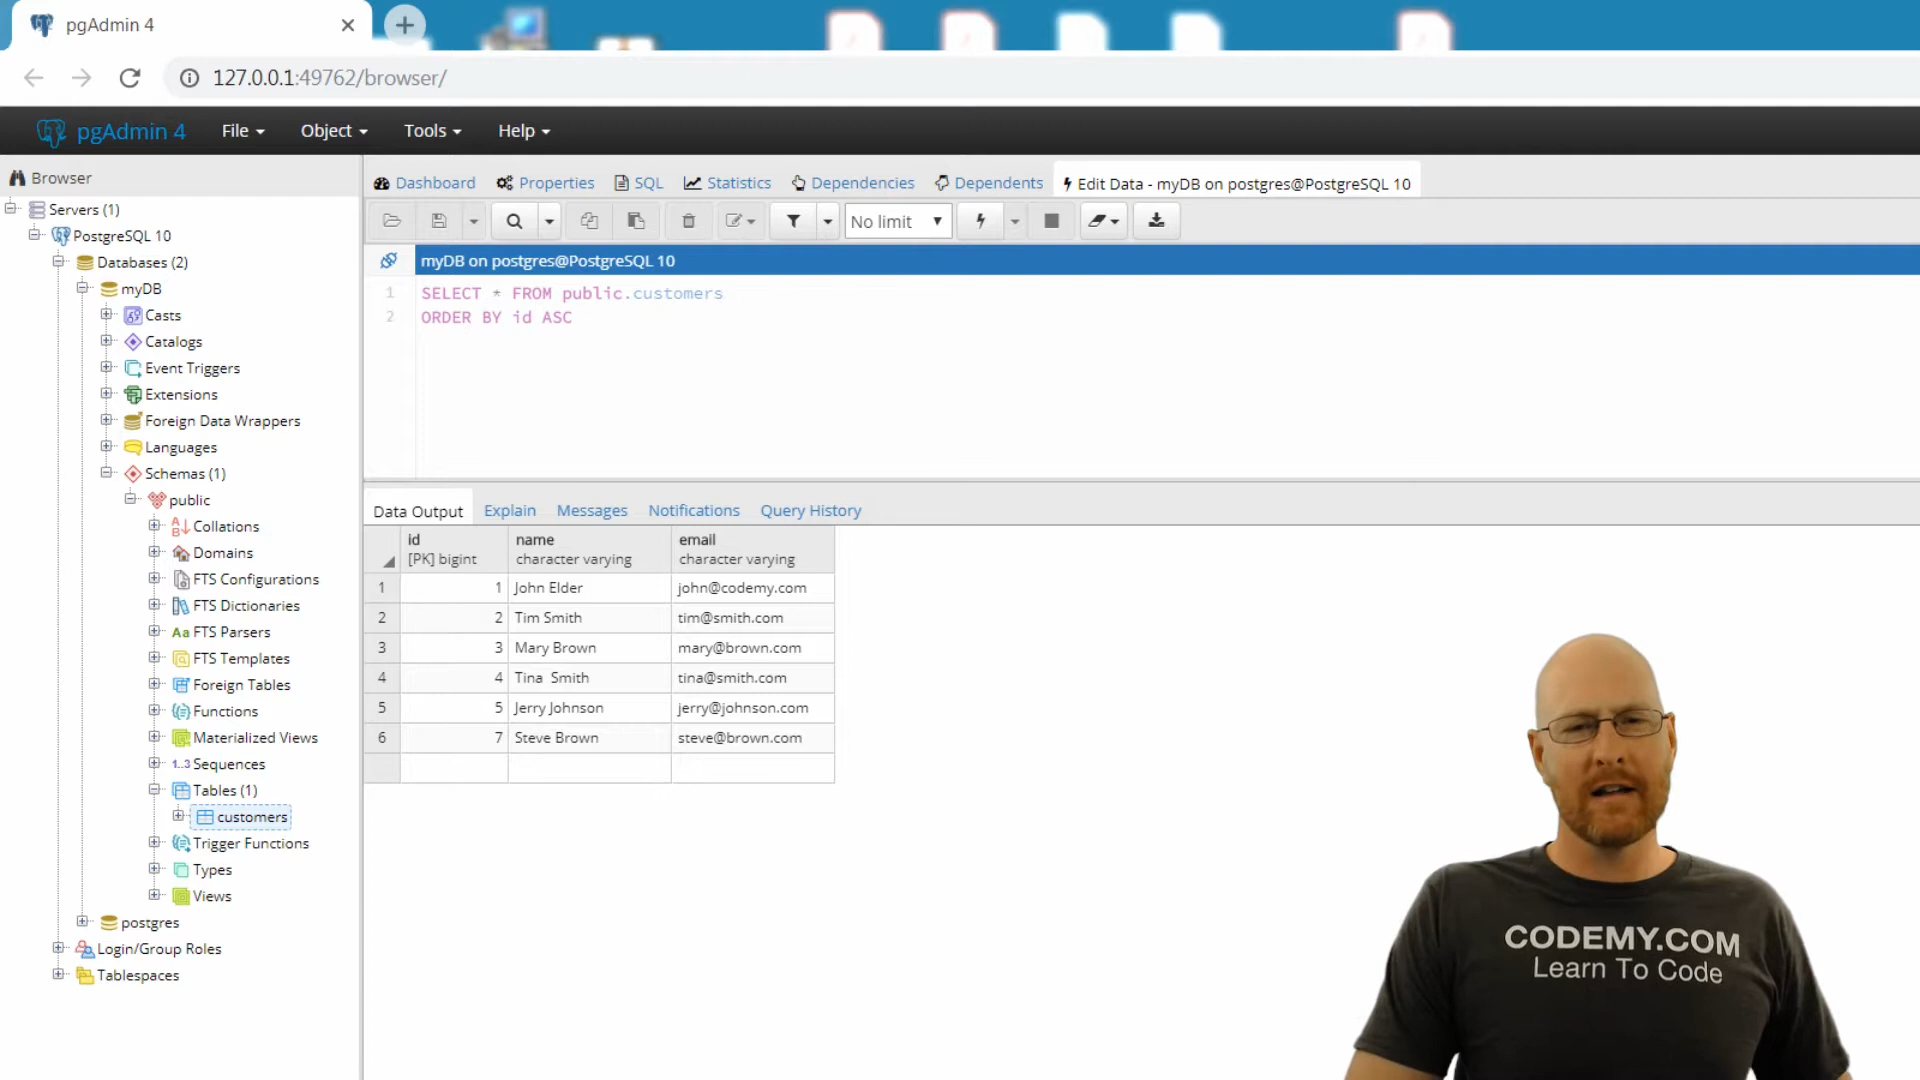 pgAdmin 4
127.0.0.1:49762/browser/
pgAdmin 4 File Object Tools Help
Browser
Servers (1)
PostgreSQL 10
Databases (2)
myDB
Casts
Catalogs
Event Triggers
Extensions
Foreign Data Wrappers
Languages
Schemas (1)
public
Collations
Domains
FTS Configurations
FTS Dictionaries
Aa FTS Parsers
FTS Templates
Foreign Tables
Functions
Materialized Views
1..3 Sequences
Tables (1)
customers
Trigger Functions
Types
Views
postgres
Login/Group Roles
Tablespaces
Dashboard Properties SQL Statistics Dependencies Dependents Edit Data - myDB on postgres@PostgreSQL 10
No limit
myDB on postgres@PostgreSQL 10
1 SELECT * FROM public.customers
2 ORDER BY id ASC
Data Output Explain Messages Notifications Query History
id name email
[PK] bigint character varying character varying
1 1 John Elder john@codemy.com
2 2 Tim Smith tim@smith.com
3 3 Mary Brown mary@brown.com
4 4 Tina  Smith tina@smith.com
5 5 Jerry Johnson jerry@johnson.com
6 7 Steve Brown steve@brown.com
CODEMY.COM
Learn To Code